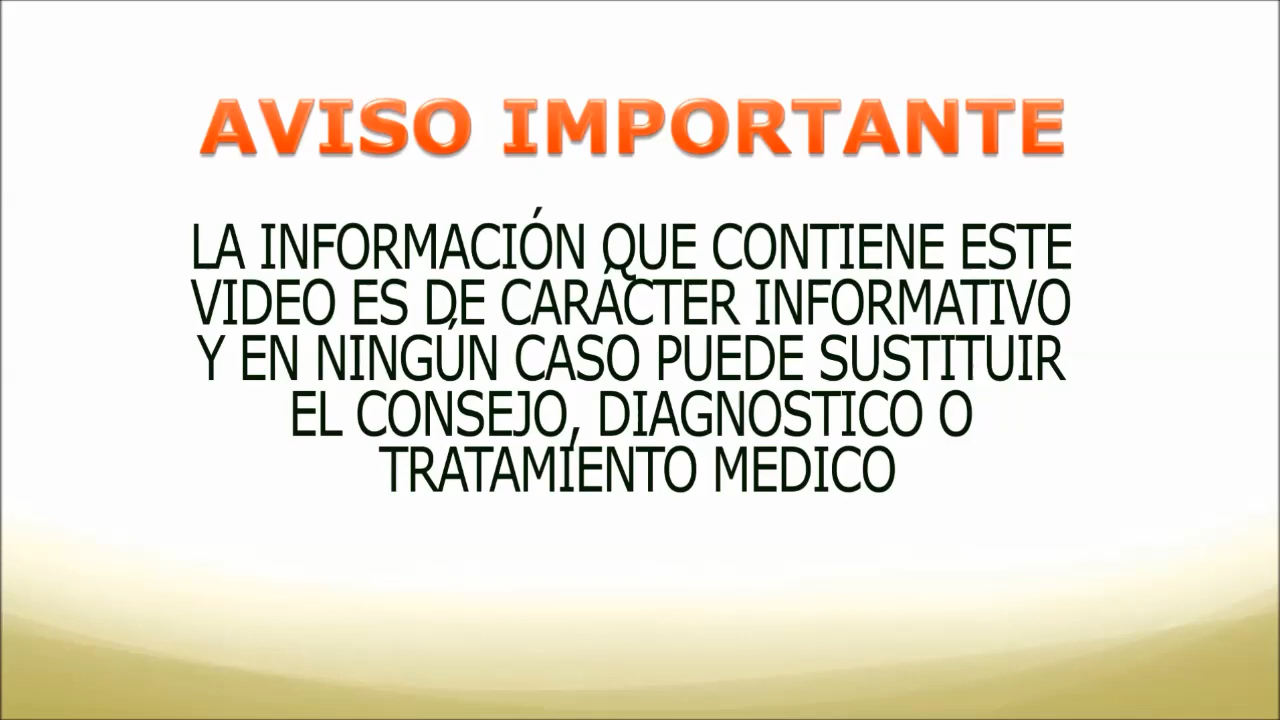 AVISO IMPORTANTE
LA INFORMACIÓN QUE CONTIENE ESTE
VIDEO ES DE CARÁCTER INFORMATIVO
Y EN NINGÚN CASO PUEDE SUSTITUIR
EL CONSEJO, DIAGNOSTICO O
TRATAMIENTO MEDICO